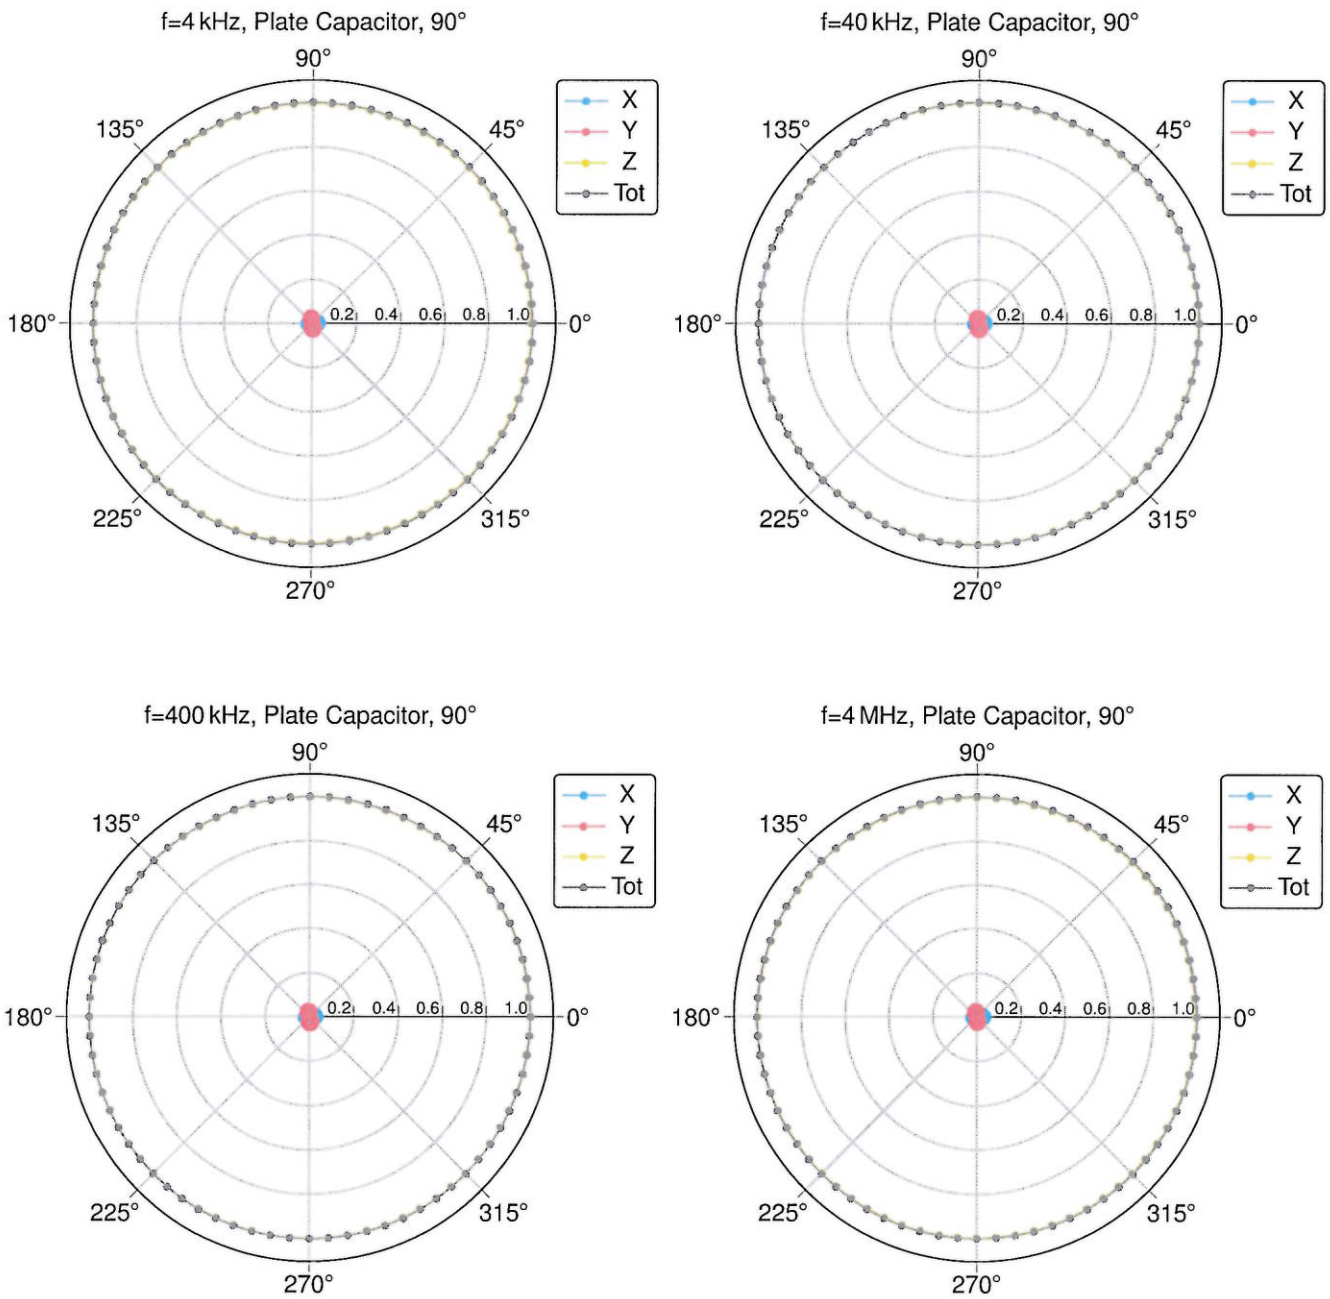 f=4 kHz, Plate Capacitor, 90°
90°
135°
45°
X
Y
Z
Tot
180°
0.2
0.4
0.6
0.8
1.0
0°
225°
315°
270°
f=40 kHz, Plate Capacitor, 90°
90°
135°
45°
X
Y
Z
Tot
180°
0.2
0.4
0.6
0.8
1.0
0°
225°
315°
270°
f=400 kHz, Plate Capacitor, 90°
90°
135°
45°
X
Y
Z
Tot
180°
0.2
0.4
0.6
0.8
1.0
0°
225°
315°
270°
f=4 MHz, Plate Capacitor, 90°
90°
135°
45°
X
Y
Z
Tot
180°
0.2
0.4
0.6
0.8
1.0
0°
225°
315°
270°